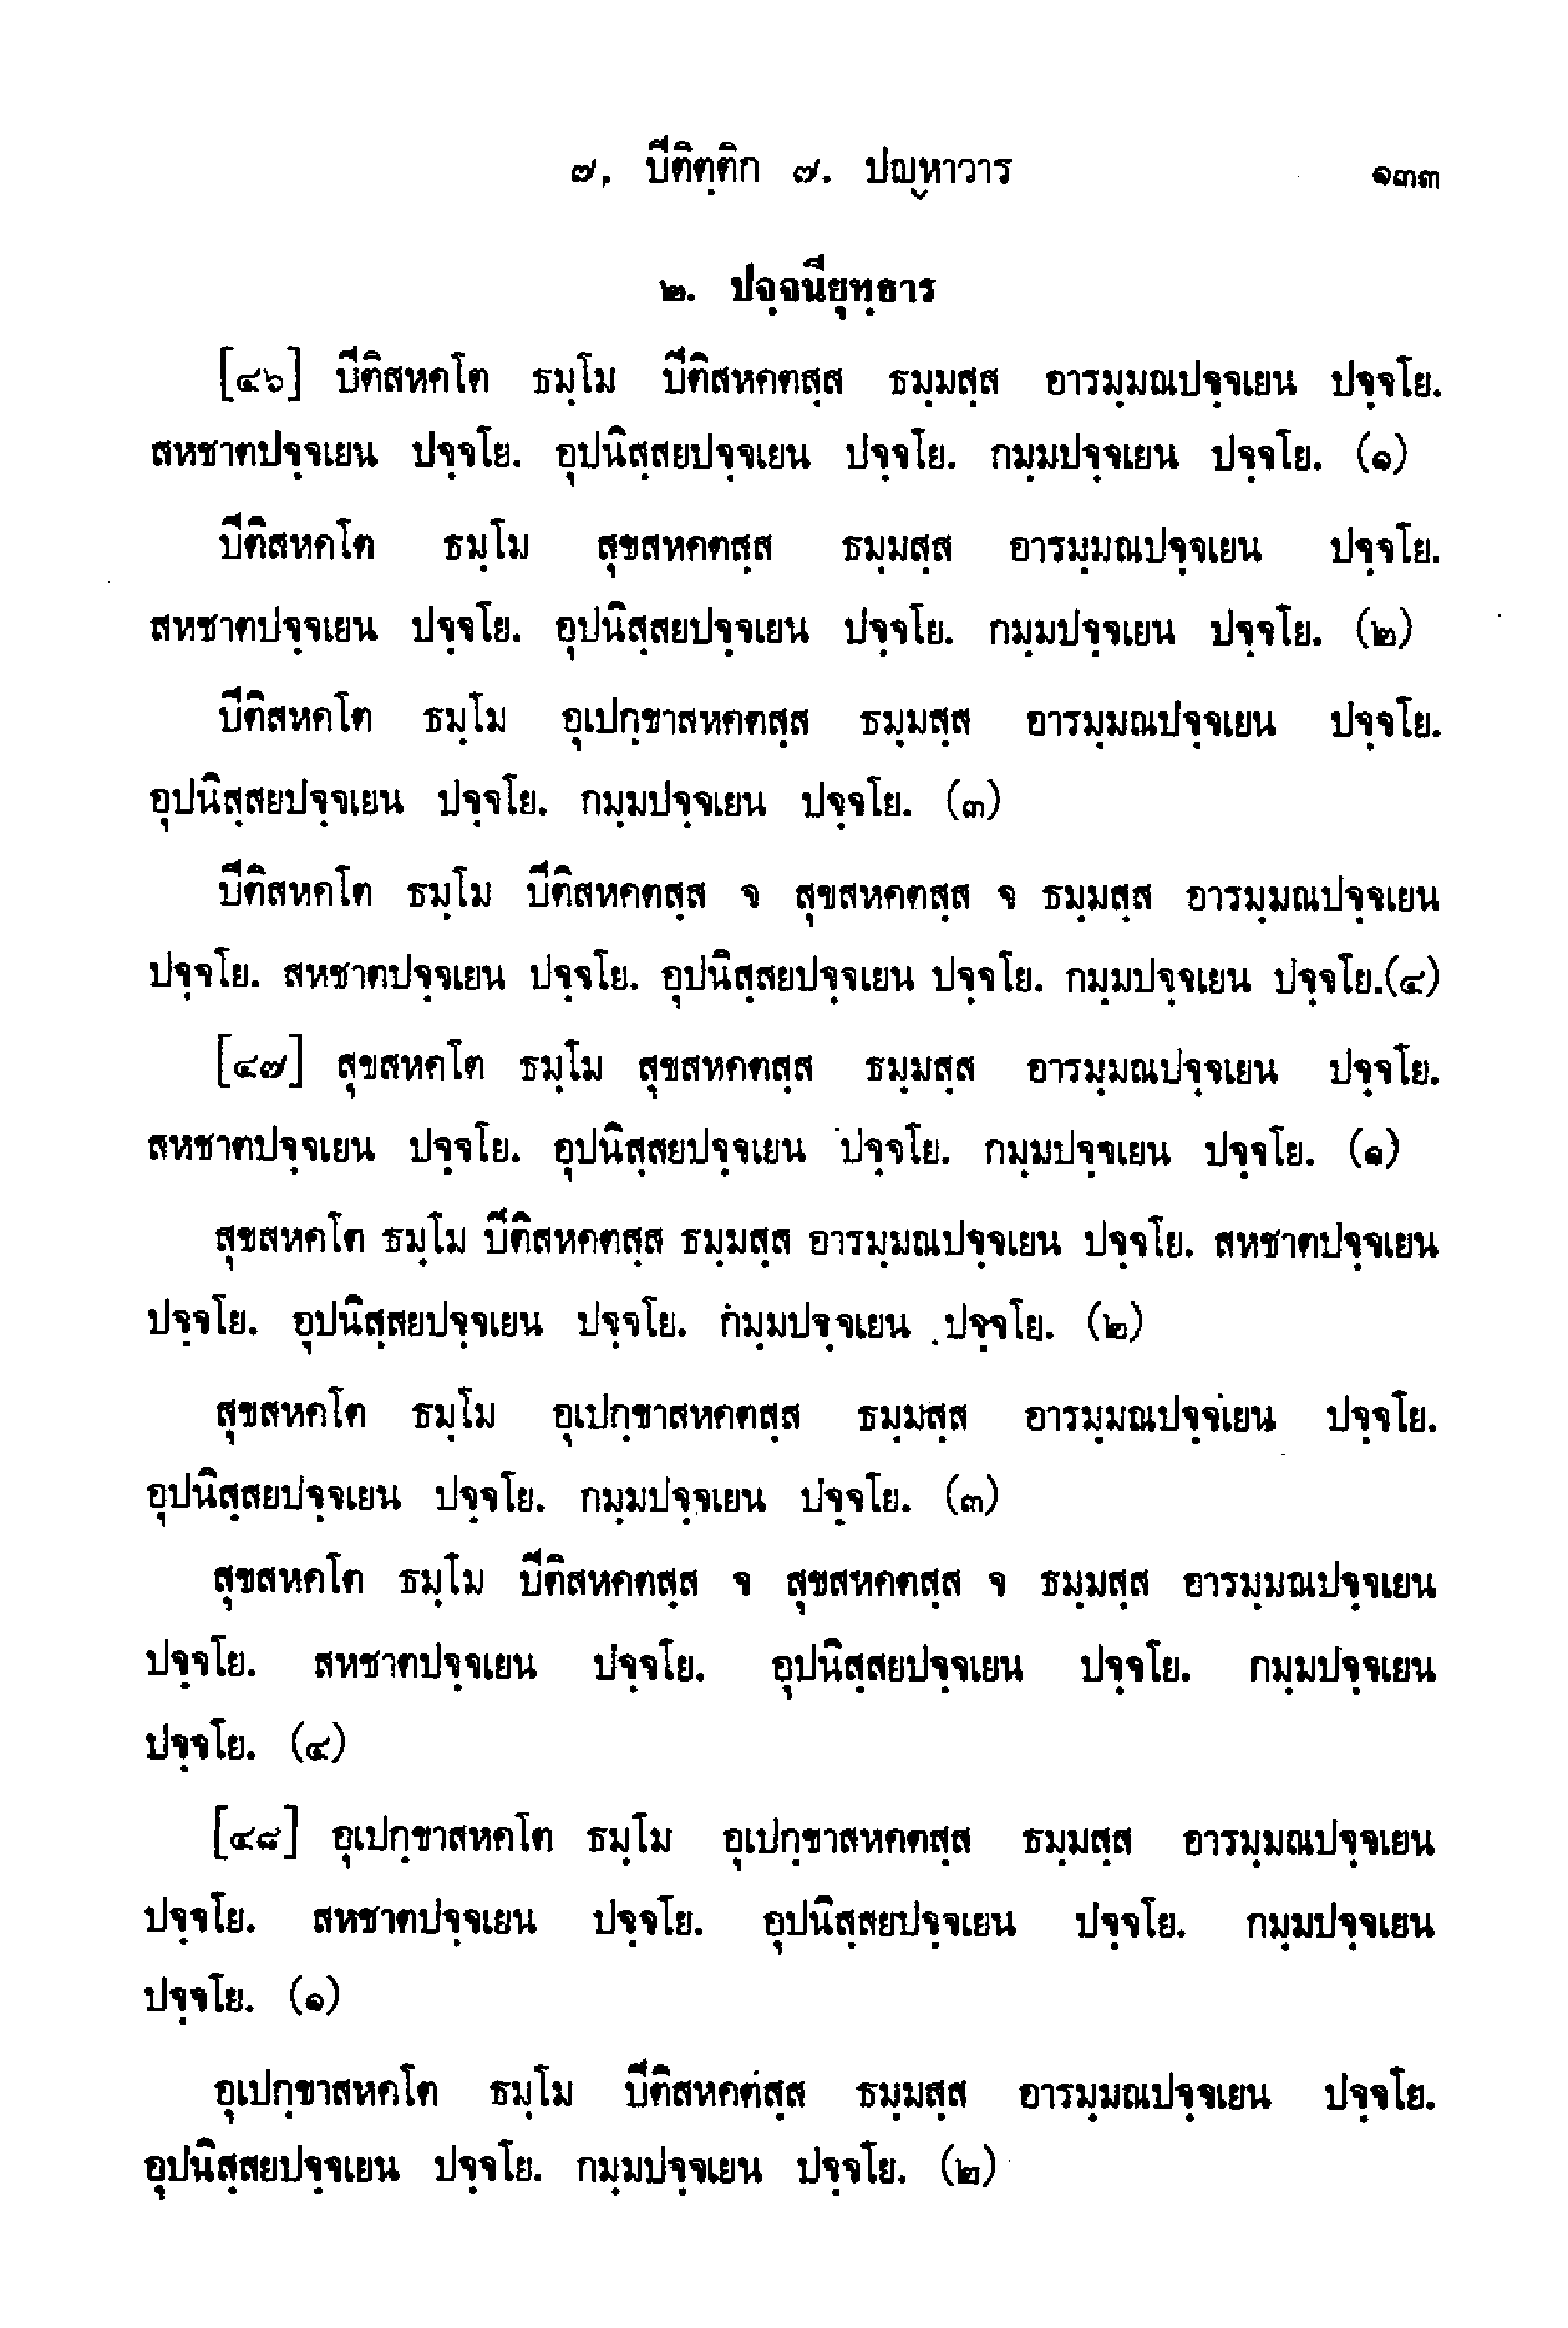 ๗. ปีติตฺติก ๗. ปญฺหาวาร ๑๓๓
๒. ปจฺจนียุทฺธาร
[๔๖] ปีติสหคโต ธมฺโม ปีติสหคตสฺส ธมฺมสฺส อารมฺมณปจฺจเยน ปจฺจโย.
สหชาตปจฺจเยน ปจฺจโย. อุปนิสฺสยปจฺจเยน ปจฺจโย. กมฺมปจฺจเยน ปจฺจโย. (๑)
ปีติสหคโต ธมฺโม สุขสหคตสฺส ธมฺมสฺส อารมฺมณปจฺจเยน ปจฺจโย.
สหชาตปจฺจเยน ปจฺจโย. อุปนิสฺสยปจฺจเยน ปจฺจโย. กมฺมปจฺจเยน ปจฺจโย. (๒)
ปีติสหคโต ธมฺโม อุเปกฺขาสหคตสฺส ธมฺมสฺส อารมฺมณปจฺจเยน ปจฺจโย.
อุปนิสฺสยปจฺจเยน ปจฺจโย. กมฺมปจฺจเยน ปจฺจโย. (๓)
ปีติสหคโต ธมฺโม ปีติสหคตสฺส จ สุขสหคตสฺส จ ธมฺมสฺส อารมฺมณปจฺจเยน
ปจฺจโย. สหชาตปจฺจเยน ปจฺจโย. อุปนิสฺสยปจฺจเยน ปจฺจโย. กมฺมปจฺจเยน ปจฺจโย.(๔)
[๔๗] สุขสหคโต ธมฺโม สุขสหคตสฺส ธมฺมสฺส อารมฺมณปจฺจเยน ปจฺจโย.
สหชาตปจฺจเยน ปจฺจโย. อุปนิสฺสยปจฺจเยน ปจฺจโย. กมฺมปจฺจเยน ปจฺจโย. (๑)
สุขสหคโต ธมฺโม ปีติสหคตสฺส ธมฺมสฺส อารมฺมณปจฺจเยน ปจฺจโย. สหชาตปจฺจเยน
ปจฺจโย. อุปนิสฺสยปจฺจเยน ปจฺจโย. กมฺมปจฺจเยน ปจฺจโย. (๒)
สุขสหคโต ธมฺโม อุเปกฺขาสหคตสฺส ธมฺมสฺส อารมฺมณปจฺจเยน ปจฺจโย.
อุปนิสฺสยปจฺจเยน ปจฺจโย. กมฺมปจฺจเยน ปจฺจโย. (๓)
สุขสหคโต ธมฺโม ปีติสหคตสฺส จ สุขสหคตสฺส จ ธมฺมสฺส อารมฺมณปจฺจเยน
ปจฺจโย. สหชาตปจฺจเยน ปจฺจโย. อุปนิสฺสยปจฺจเยน ปจฺจโย. กมฺมปจฺจเยน
ปจฺจโย. (๔)
[๔๘] อุเปกฺขาสหคโต ธมฺโม อุเปกฺขาสหคตสฺส ธมฺมสฺส อารมฺมณปจฺจเยน
ปจฺจโย. สหชาตปจฺจเยน ปจฺจโย. อุปนิสฺสยปจฺจเยน ปจฺจโย. กมฺมปจฺจเยน
ปจฺจโย. (๑)
อุเปกฺขาสหคโต ธมฺโม ปีติสหคตสฺส ธมฺมสฺส อารมฺมณปจฺจเยน ปจฺจโย.
อุปนิสฺสยปจฺจเยน ปจฺจโย. กมฺมปจฺจเยน ปจฺจโย. (๒)